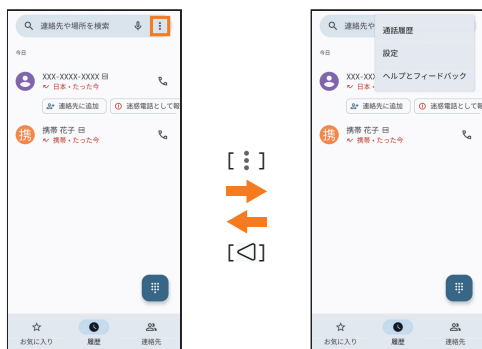 連絡先や場所を検索
今日
XXX-XXXX-XXXX
日本・たった今
連絡先に追加
迷惑電話として報
携
携帯 花子
携帯・たった今
お気に入り
履歴
連絡先
[⋮]
[◁]
連絡先や
通話履歴
設定
ヘルプとフィードバック
今日
XXX-XX
日本・
連絡先に追加
迷惑電話として報
携
携帯 花子
携帯・たった今
お気に入り
履歴
連絡先